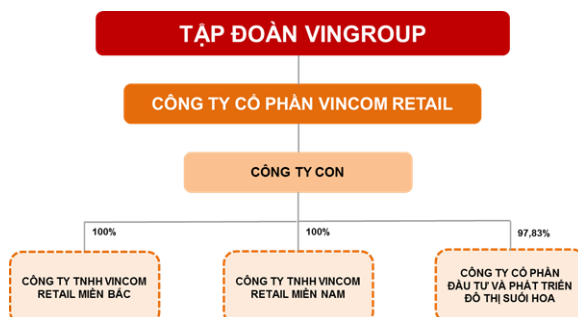 TẬP ĐOÀN VINGROUP
CÔNG TY CỔ PHẦN VINCOM RETAIL
CÔNG TY CON
100%
100%
97,83%
CÔNG TY TNHH VINCOM
RETAIL MIỀN BẮC
CÔNG TY TNHH VINCOM
RETAIL MIỀN NAM
CÔNG TY CỔ PHẦN
ĐẦU TƯ VÀ PHÁT TRIỂN
ĐÔ THỊ SUỐI HOA